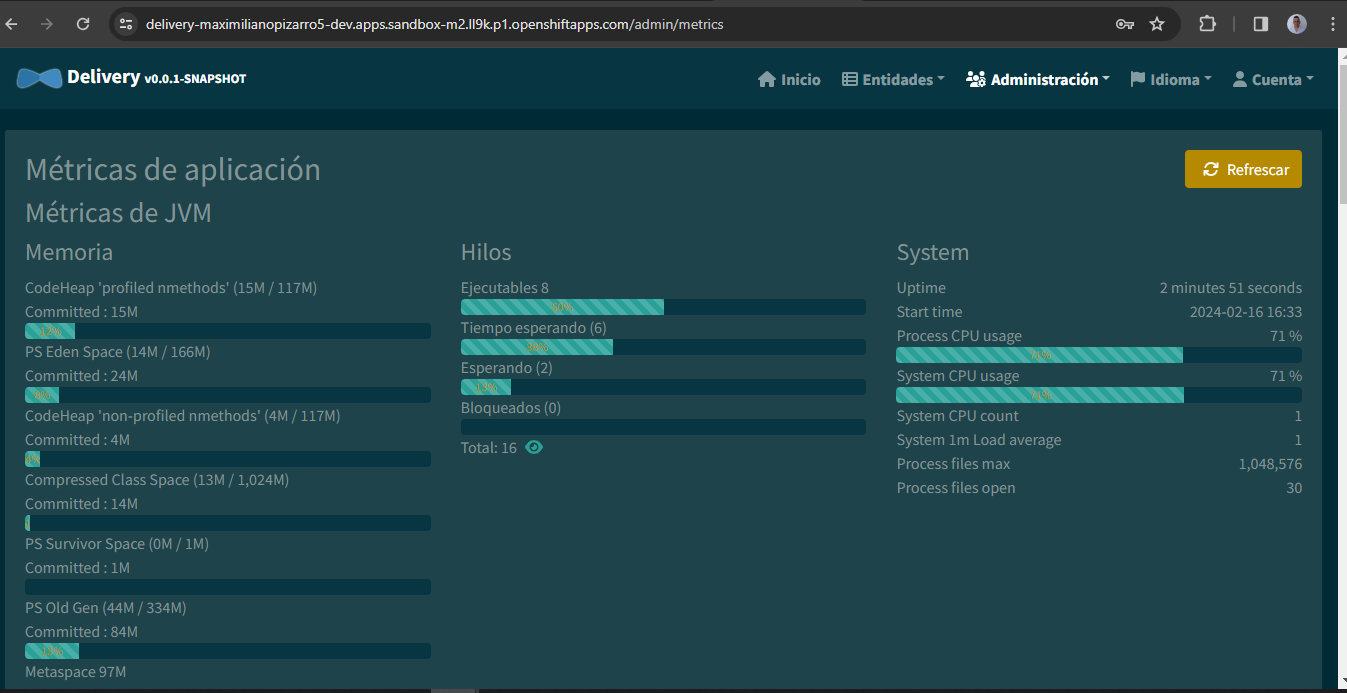 delivery-maximilianopizarro5-dev.apps.sandbox-m2.ll9k.p1.openshiftapps.com/admin/metrics
Delivery v0.0.1-SNAPSHOT
Inicio
Entidades
Administración
Idioma
Cuenta
Métricas de aplicación
Refrescar
Métricas de JVM
Memoria
CodeHeap 'profiled nmethods' (15M / 117M)
Committed : 15M
12%
PS Eden Space (14M / 166M)
Committed : 24M
8%
CodeHeap 'non-profiled nmethods' (4M / 117M)
Committed : 4M
Compressed Class Space (13M / 1,024M)
Committed : 14M
PS Survivor Space (0M / 1M)
Committed : 1M
PS Old Gen (44M / 334M)
Committed : 84M
13%
Metaspace 97M
Hilos
Ejecutables 8
50%
Tiempo esperando (6)
38%
Esperando (2)
13%
Bloqueados (0)
Total: 16
System
Uptime 2 minutes 51 seconds
Start time 2024-02-16 16:33
Process CPU usage 71 %
71%
System CPU usage 71 %
71%
System CPU count 1
System 1m Load average 1
Process files max 1,048,576
Process files open 30